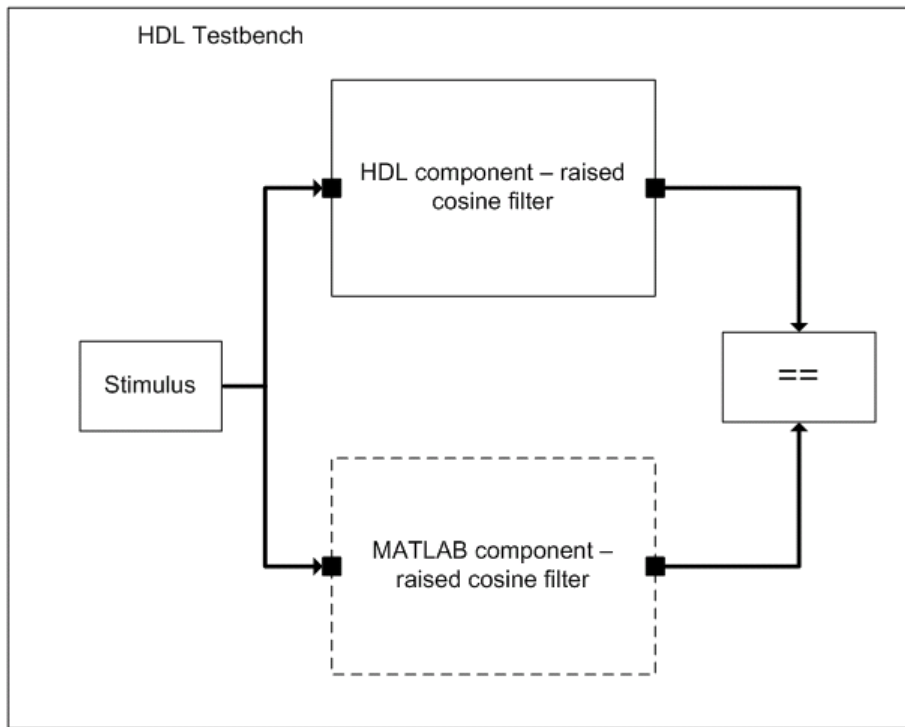 HDL Testbench
HDL component – raised
cosine filter
Stimulus
==
MATLAB component –
raised cosine filter